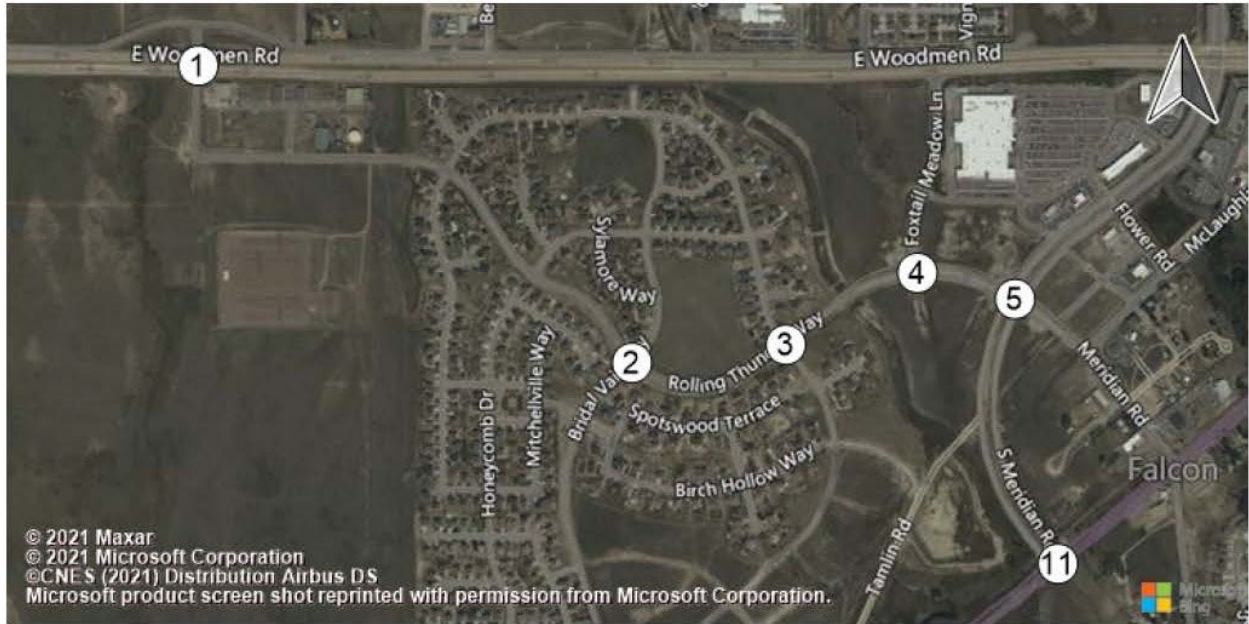 E Woodmen Rd
E Woodmen Rd
1
Foxtail Meadow Ln
Flower Rd
Sylamore Way
4
5
3
2
Rolling Thunder Way
Meridian Rd
Mitchellville Way
Honeycomb Dr
Spotswood Terrace
Birch Hollow Way
S Meridian Rd
Falcon
Tamlin Rd
11
© 2021 Maxar
© 2021 Microsoft Corporation
©CNES (2021) Distribution Airbus DS
Microsoft product screen shot reprinted with permission from Microsoft Corporation.
Microsoft
Bing